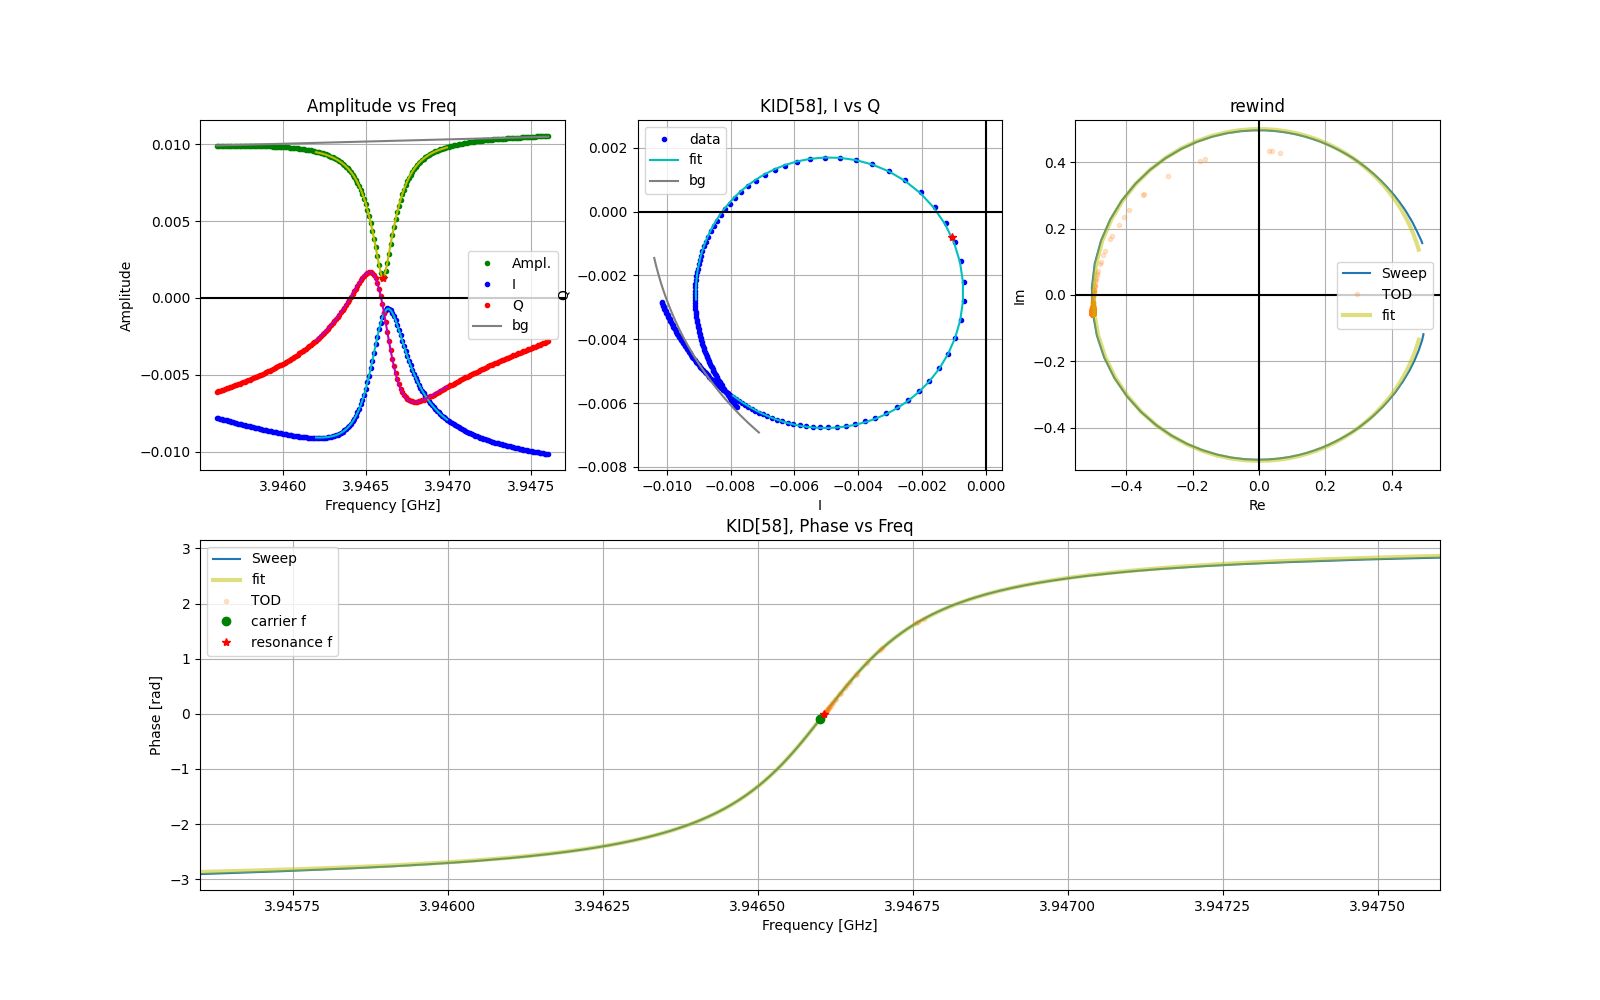 Amplitude vs Freq
Amplitude
0.010
0.005
0.000
−0.005
−0.010
3.9460
3.9465
3.9470
3.9475
Frequency [GHz]
Ampl.
I
Q
bg
KID[58], I vs Q
Q
0.002
0.000
−0.002
−0.004
−0.006
−0.008
−0.010
−0.008
−0.006
−0.004
−0.002
0.000
I
data
fit
bg
rewind
Im
0.4
0.2
0.0
−0.2
−0.4
−0.4
−0.2
0.0
0.2
0.4
Re
Sweep
TOD
fit
KID[58], Phase vs Freq
Phase [rad]
3
2
1
0
−1
−2
−3
3.94575
3.94600
3.94625
3.94650
3.94675
3.94700
3.94725
3.94750
Frequency [GHz]
Sweep
fit
TOD
carrier f
resonance f